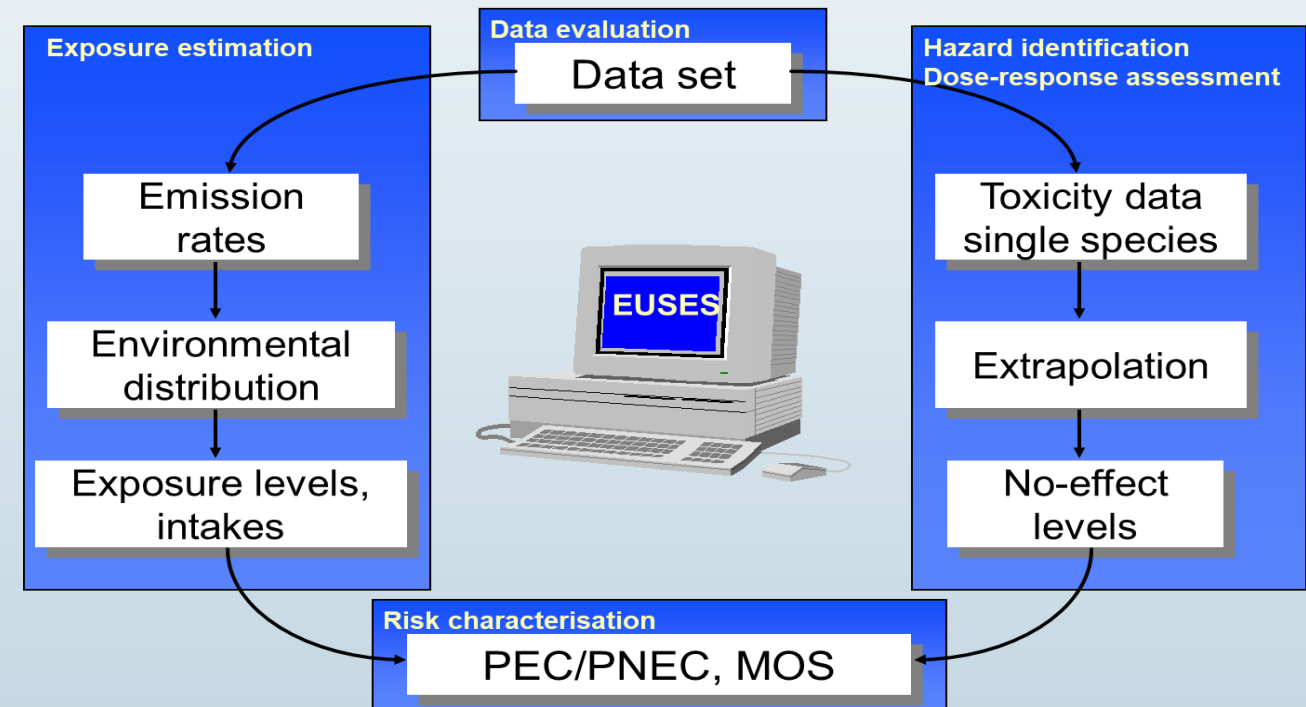 Data evaluation
Data set
Exposure estimation
Emission
rates
Environmental
distribution
Exposure levels,
intakes
EUSES
Hazard identification
Dose-response assessment
Toxicity data
single species
Extrapolation
No-effect
levels
Risk characterisation
PEC/PNEC, MOS